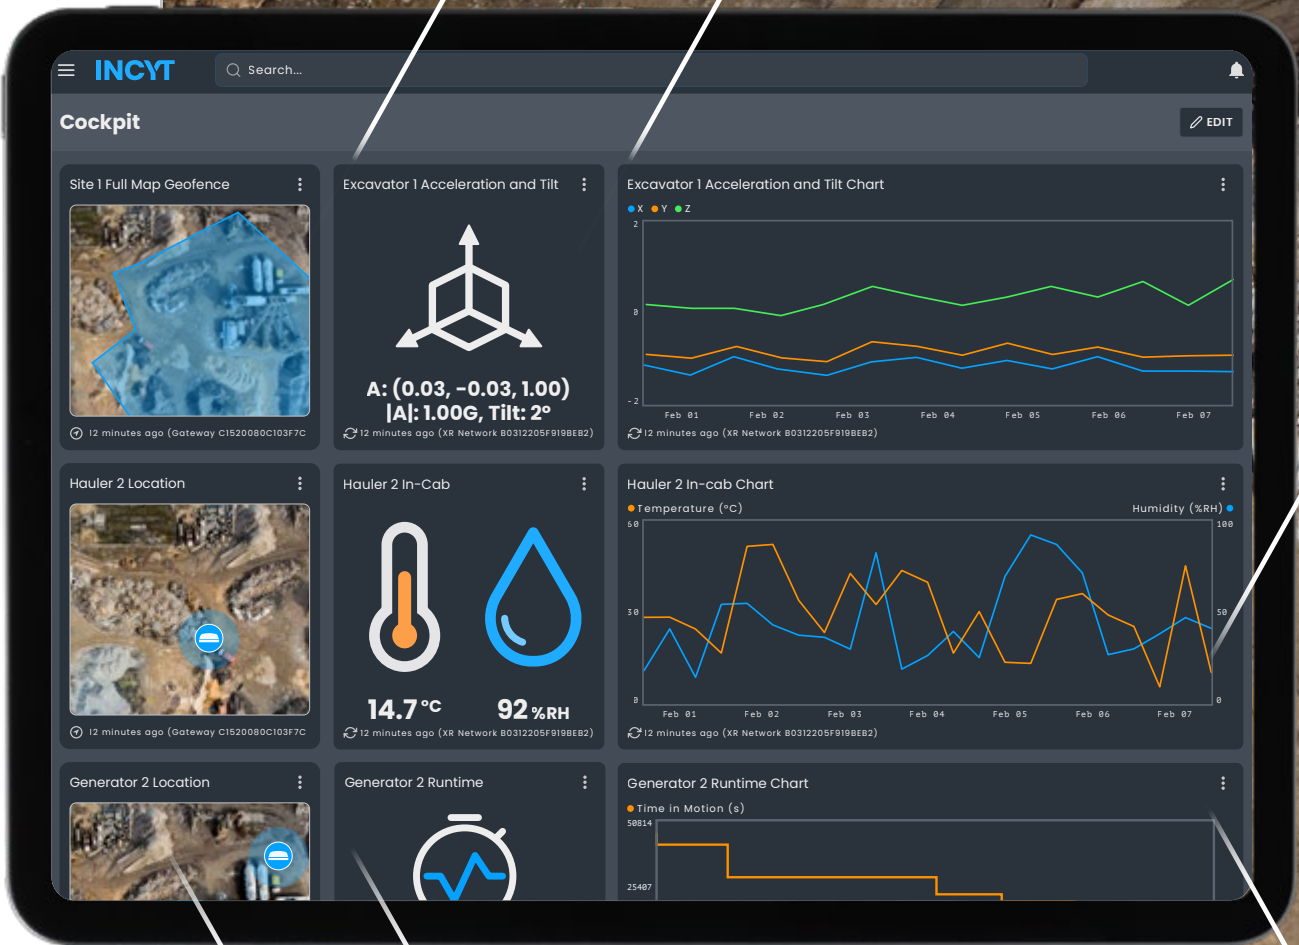 INCYT
Search...
Cockpit
EDIT
Site 1 Full Map Geofence
12 minutes ago (Gateway C1520080C103F7C
Excavator 1 Acceleration and Tilt
A: (0.03, -0.03, 1.00)
|A|: 1.00G, Tilt: 2°
12 minutes ago (XR Network B0312205F919BEB2)
Excavator 1 Acceleration and Tilt Chart
X Y Z
2
0
-2
Feb 01 Feb 02 Feb 03 Feb 04 Feb 05 Feb 06 Feb 07
12 minutes ago (XR Network B0312205F919BEB2)
Hauler 2 Location
12 minutes ago (Gateway C1520080C103F7C
Hauler 2 In-Cab
14.7 °C 92 %RH
12 minutes ago (XR Network B0312205F919BEB2)
Hauler 2 In-cab Chart
Temperature (°C) Humidity (%RH)
60 100
30 50
0 0
Feb 01 Feb 02 Feb 03 Feb 04 Feb 05 Feb 06 Feb 07
12 minutes ago (XR Network B0312205F919BEB2)
Generator 2 Location
Generator 2 Runtime
Generator 2 Runtime Chart
Time in Motion (s)
50814
25407